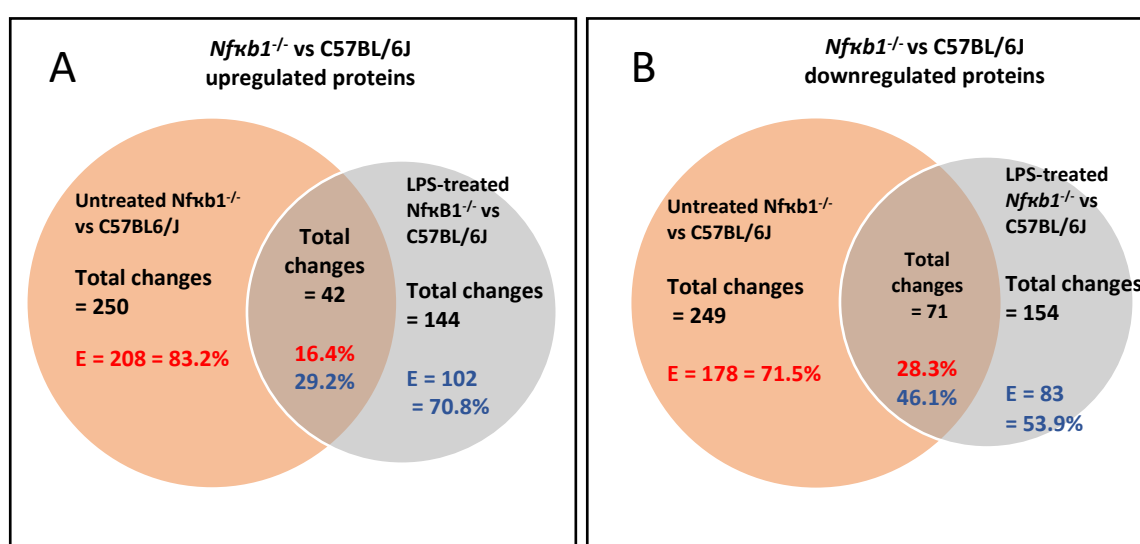 A
Nfκb1-/- vs C57BL/6J
upregulated proteins
Untreated Nfκb1-/-
vs C57BL6/J
Total changes
= 250
E = 208 = 83.2%
Total
changes
= 42
16.4%
29.2%
LPS-treated
NfκB1-/- vs
C57BL/6J
Total changes
= 144
E = 102
= 70.8%
B
Nfκb1-/- vs C57BL/6J
downregulated proteins
Untreated Nfκb1-/-
vs C57BL/6J
Total changes
= 249
E = 178 = 71.5%
Total
changes
= 71
28.3%
46.1%
LPS-treated
Nfκb1-/- vs
C57BL/6J
Total changes
= 154
E = 83
= 53.9%